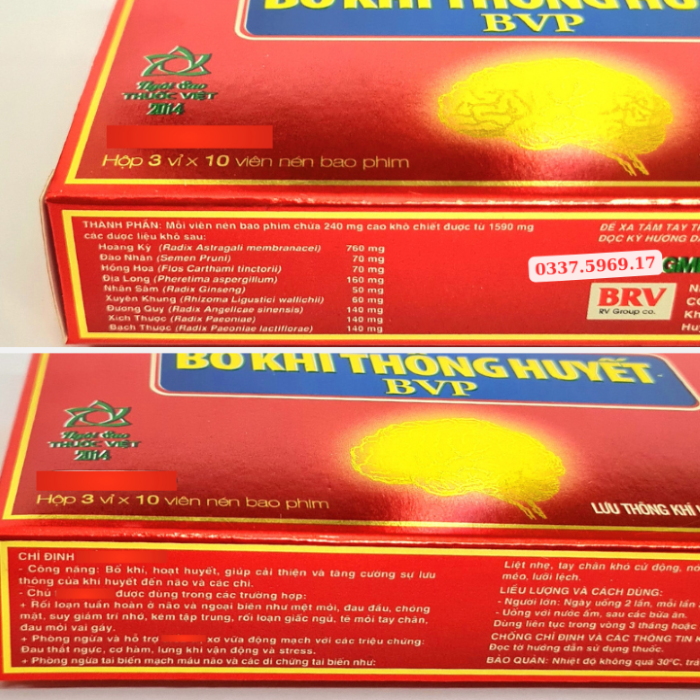 BỔ KHÍ THÔNG HUYẾT
BVP
Ngôi Sao
THUỐC VIỆT
2014
Hộp 3 vỉ x 10 viên nén bao phim
THÀNH PHẦN: Mỗi viên nén bao phim chứa 240 mg cao khô chiết được từ 1590 mg
các dược liệu khô sau:
Hoàng Kỳ (Radix Astragali membranacei) 760 mg
Đào Nhân (Semen Pruni) 70 mg
Hồng Hoa (Flos Carthami tinctorii) 70 mg
Địa Long (Pheretima aspergillum) 160 mg
Nhân Sâm (Radix Ginseng) 50 mg
Xuyên Khung (Rhizoma Ligustici wallichii) 60 mg
Đương Quy (Radix Angelicae sinensis) 140 mg
Xích Thược (Radix Paeoniae) 140 mg
Bạch Thược (Radix Paeoniae lactiflorae) 140 mg
ĐỂ XA TẦM TAY
ĐỌC KỸ HƯỚNG
0337.5969.17
GM
BRV
RV Group co.
BỔ KHÍ THÔNG HUYẾT
BVP
Ngôi Sao
THUỐC VIỆT
2014
Hộp 3 vỉ x 10 viên nén bao phim
LƯU THÔNG KHÍ
CHỈ ĐỊNH
- Công năng: Bổ khí, hoạt huyết, giúp cải thiện và tăng cường sự lưu
thông của khí huyết đến não và các chi.
- Chủ được dùng trong các trường hợp:
+ Rối loạn tuần hoàn ở não và ngoại biên như mệt mỏi, đau đầu, chóng
mặt, suy giảm trí nhớ, kém tập trung, rối loạn giấc ngủ, tê mỏi tay chân,
đau mỏi vai gáy.
+ Phòng ngừa và hỗ trợ , xơ vữa động mạch với các triệu chứng:
Đau thắt ngực, cơ hàm, lưng khi vận động và stress.
+ Phòng ngừa tai biến mạch máu não và các di chứng tai biến như:
Liệt nhẹ, tay chân khó cử động,
méo, lưỡi lệch.
LIỀU LƯỢNG VÀ CÁCH DÙNG:
- Người lớn: Ngày uống 2 lần, mỗi lần
- Uống với nước ấm, sau các bữa ăn.
Dùng liên tục trong vòng 3 tháng hoặc
CHỐNG CHỈ ĐỊNH VÀ CÁC THÔNG TIN
Đọc tờ hướng dẫn sử dụng thuốc.
BẢO QUẢN: Nhiệt độ không quá 30°C,